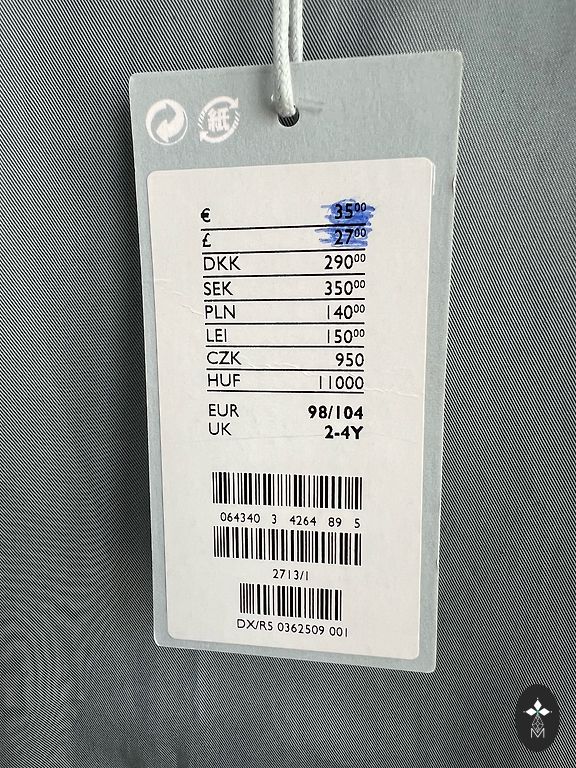 紙
€ 35⁰⁰
£ 27⁰⁰
DKK 290⁰⁰
SEK 350⁰⁰
PLN 140⁰⁰
LEI 150⁰⁰
CZK 950
HUF 11000
EUR 98/104
UK 2-4Y
064340 3 4264 89 5
2713/1
DX/RS 0362509 001
M